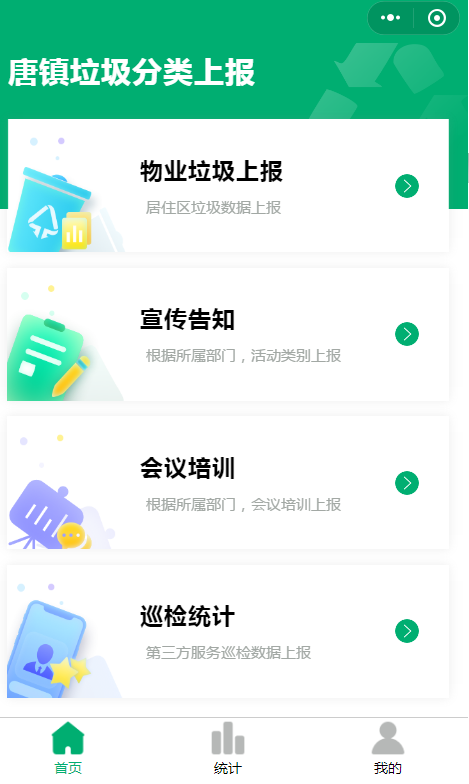 唐镇垃圾分类上报
物业垃圾上报
居住区垃圾数据上报
宣传告知
根据所属部门，活动类别上报
会议培训
根据所属部门，会议培训上报
巡检统计
第三方服务巡检数据上报
首页
统计
我的